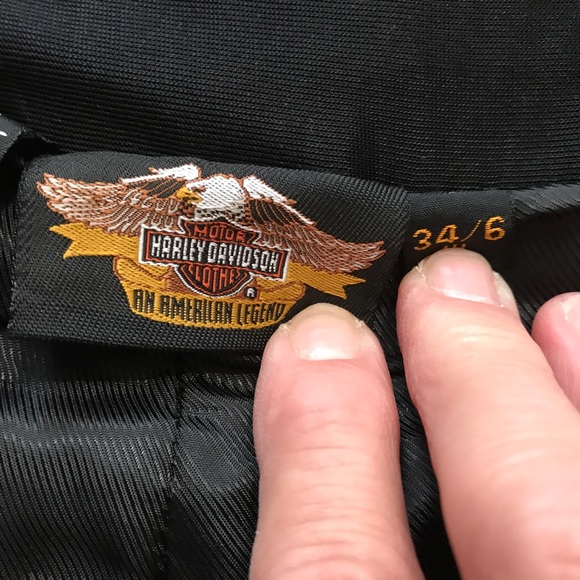 MOTOR
HARLEY DAVIDSON
CLOTHES
AN AMERICAN LEGEND
®
34/6